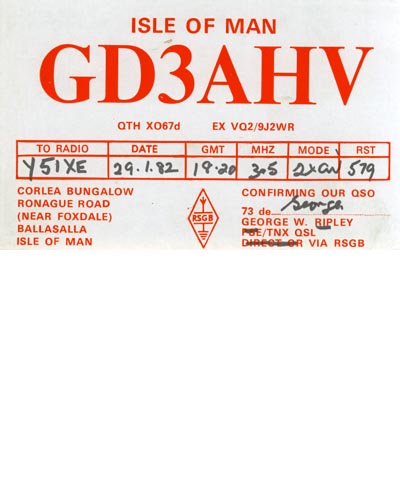 ISLE OF MAN
GD3AHV
QTH XO67d EX VQ2/9J2WR
TO RADIO DATE GMT MHZ MODE RST
Y51XE 29.1.82 19.20 3.5 2XCW 579
CORLEA BUNGALOW
RONAGUE ROAD
(NEAR FOXDALE)
BALLASALLA
ISLE OF MAN
RSGB
CONFIRMING OUR QSO
73 de George
GEORGE W. RIPLEY
PSE/TNX QSL
DIRECT OR VIA RSGB